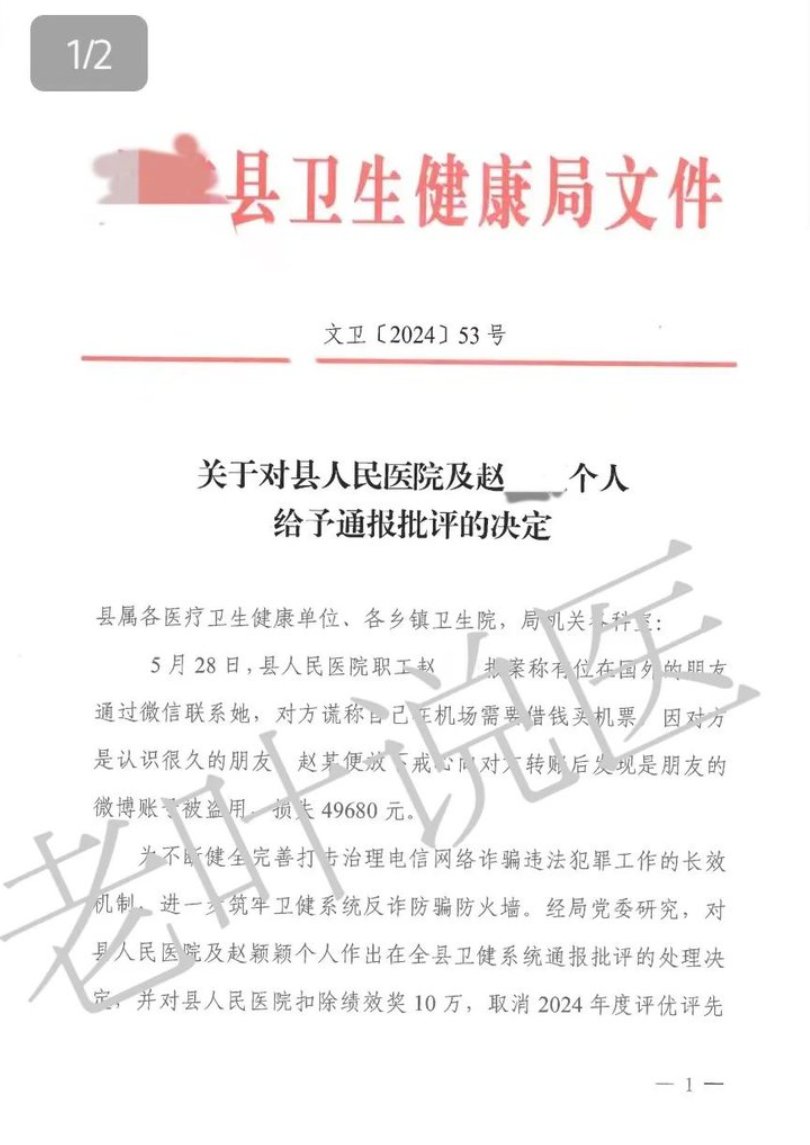 1/2
县卫生健康局文件
文卫〔2024〕53 号
关于对县人民医院及赵 个人
给予通报批评的决定
县属各医疗卫生健康单位、各乡镇卫生院，局机关各科室：
5 月 28 日，县人民医院职工赵 报案称有位在国外的朋友
通过微信联系她，对方谎称自己在机场需要借钱买机票 因对方
是认识很久的朋友 赵某便放下戒心向对方转账后发现是朋友的
微博账号被盗用，损失 49680 元。
为不断健全完善打击治理电信网络诈骗违法犯罪工作的长效
机制，进一步筑牢卫健系统反诈防骗防火墙。经局党委研究，对
县人民医院及赵颖颖个人作出在全县卫健系统通报批评的处理决
定，并对县人民医院扣除绩效奖 10 万，取消 2024 年度评优评先
— 1 —
老叶说医